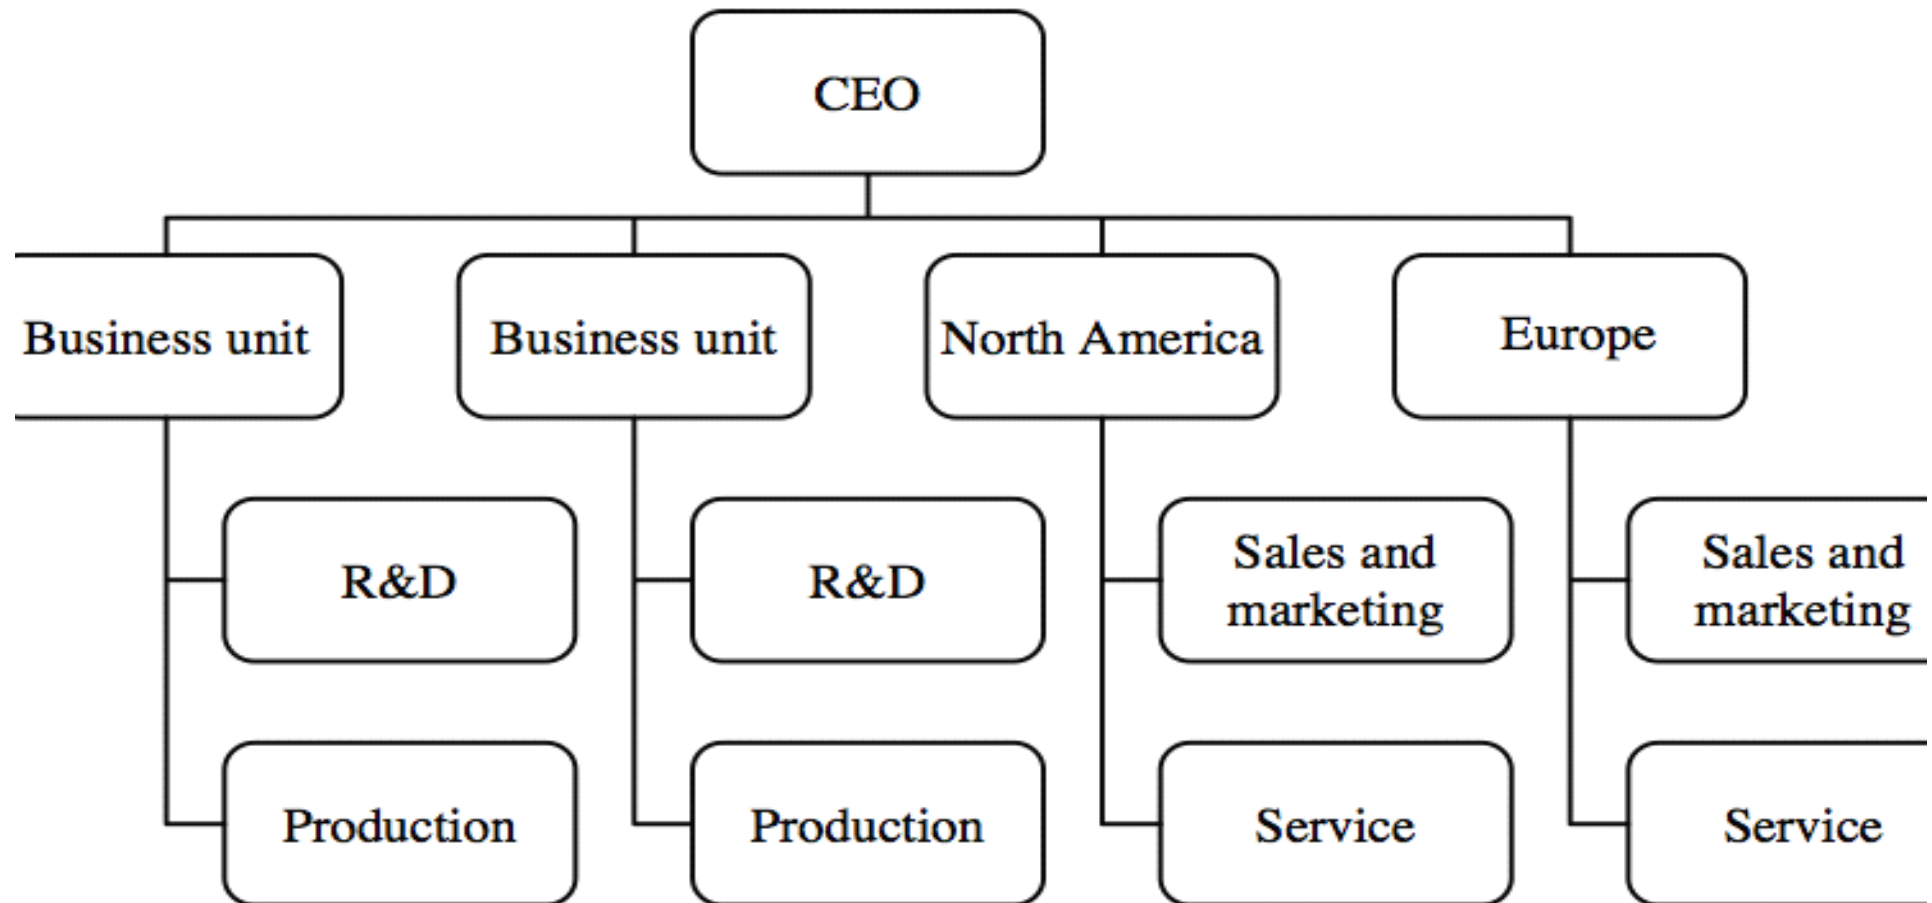 CEO
Business unit
Business unit
North America
Europe
R&D
R&D
Sales and
marketing
Sales and
marketing
Production
Production
Service
Service